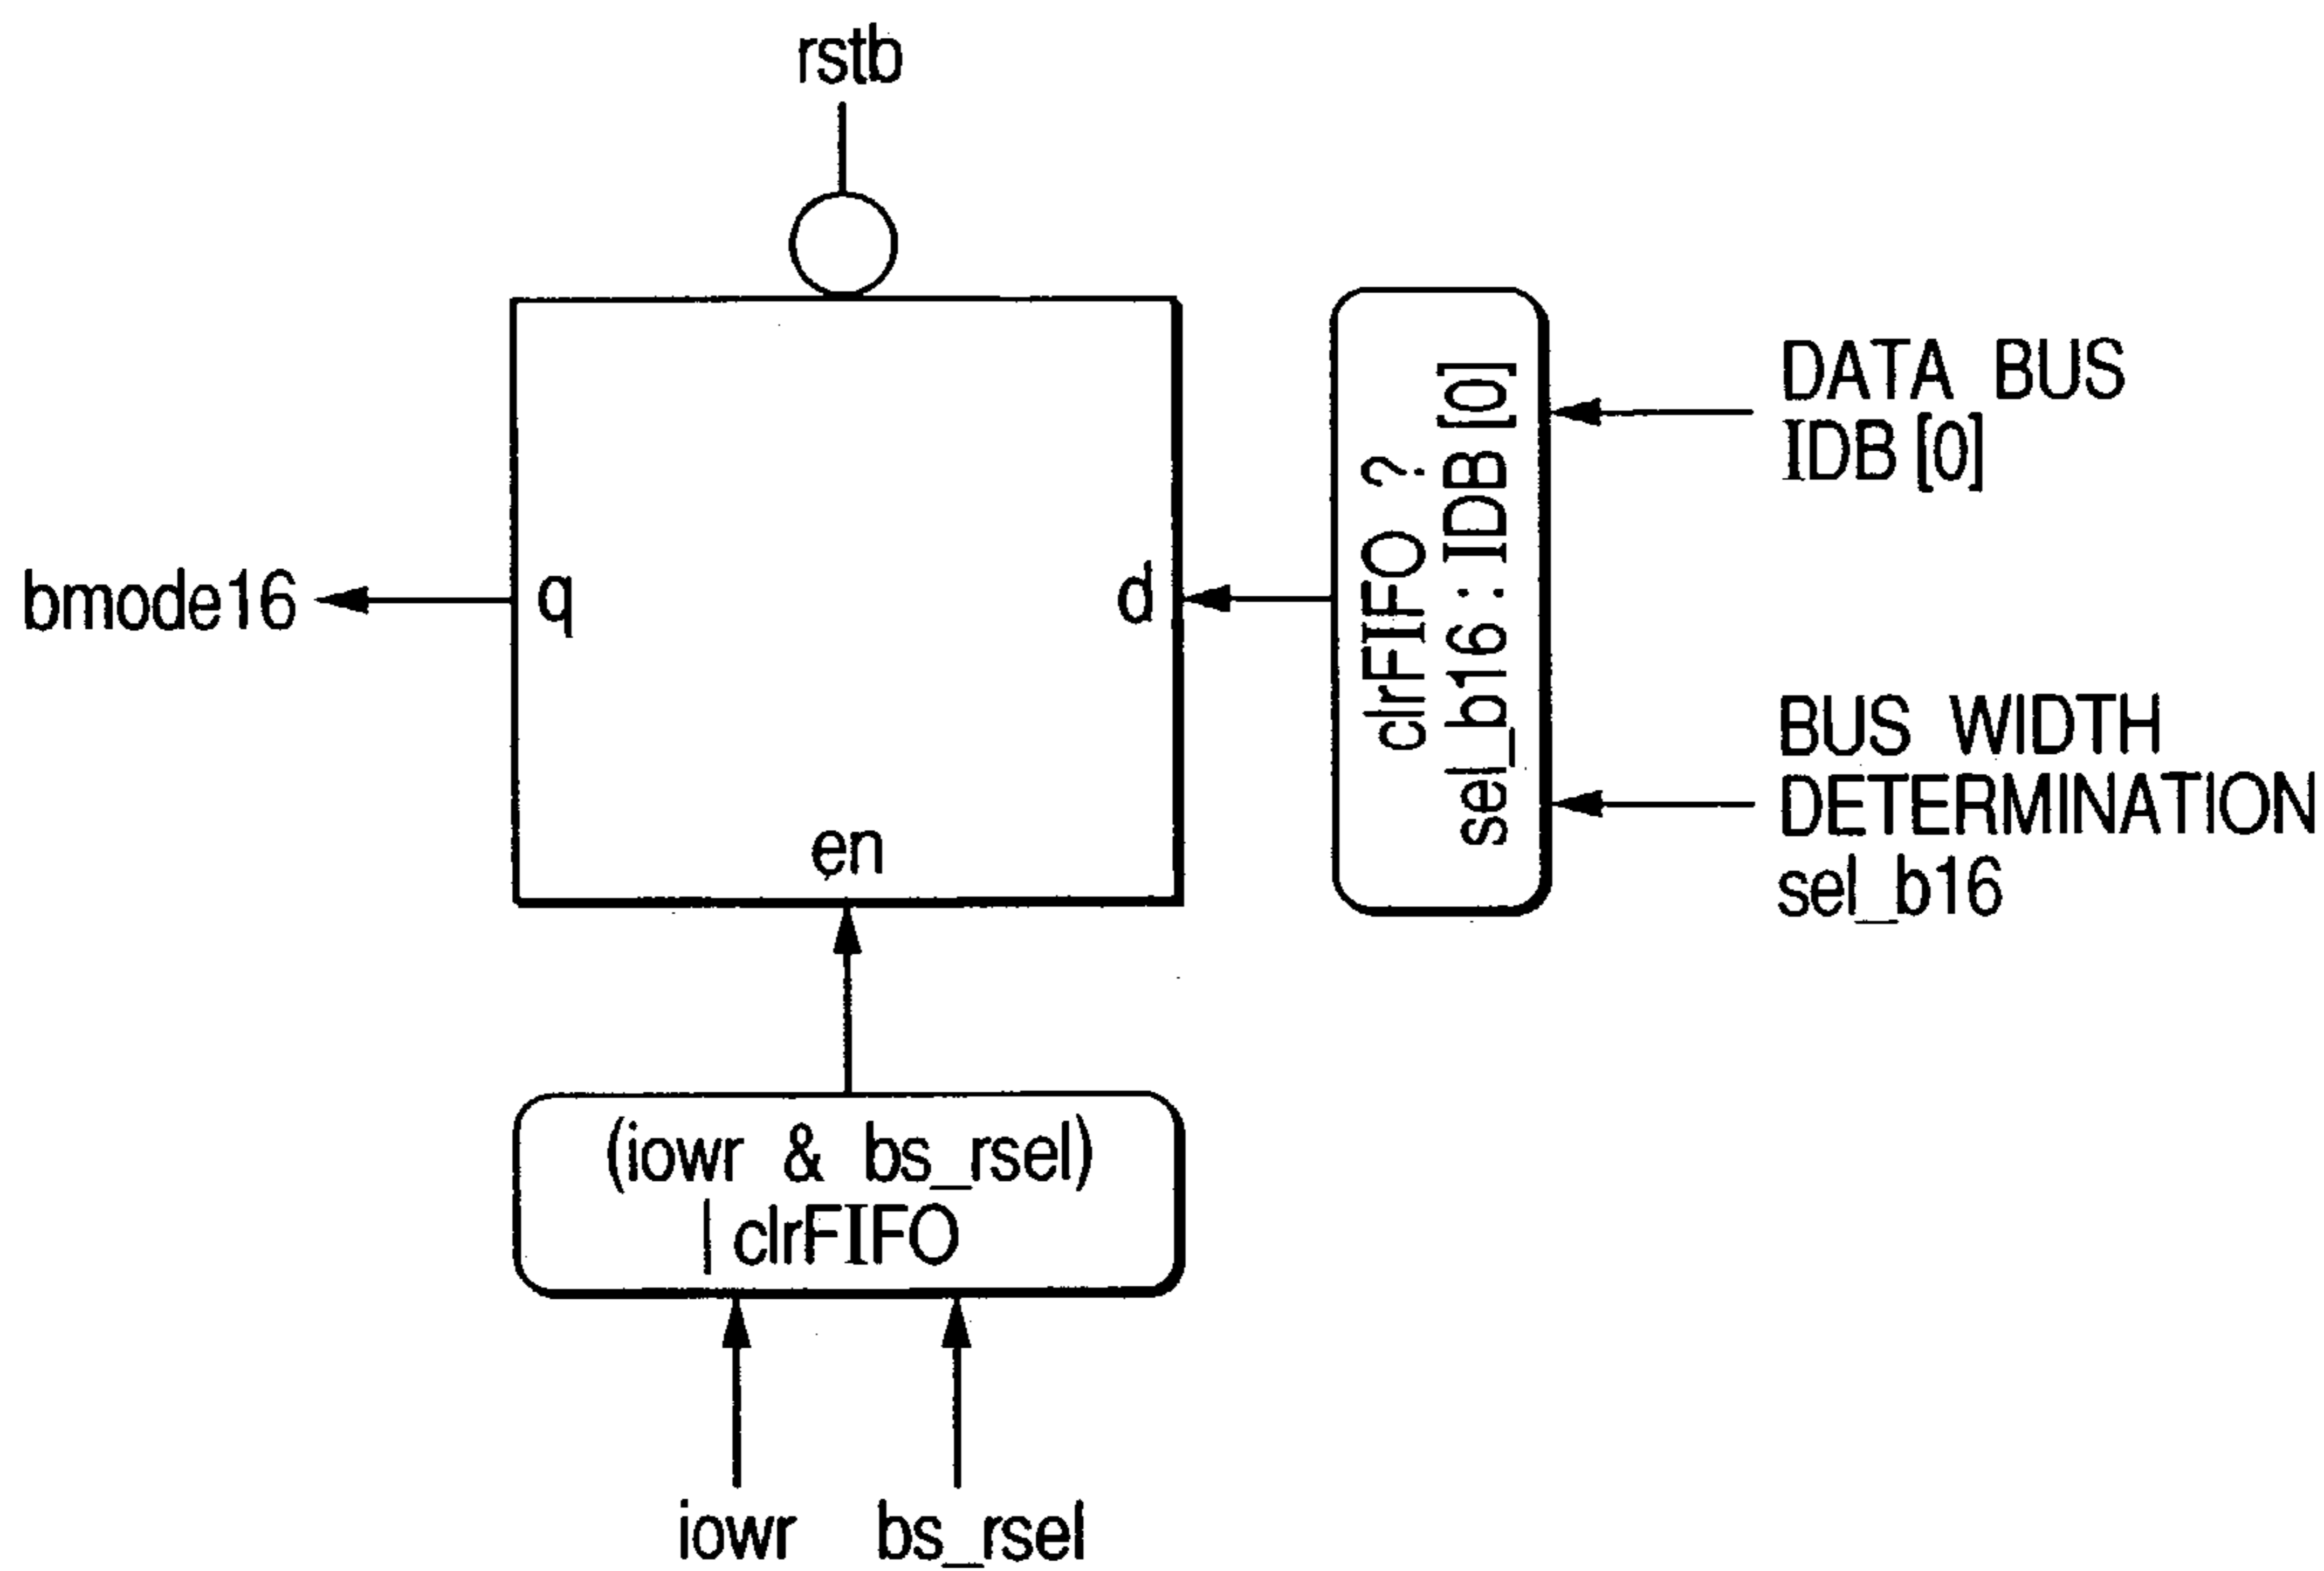 rstb
DATA BUS
IDB [0]
clrFIFO ?
sel_b16 : IDB [0]
bmode16
q
d
BUS WIDTH
DETERMINATION
sel_b16
en
(iowr & bs_rsel)
| clrFIFO
iowr
bs_rsel